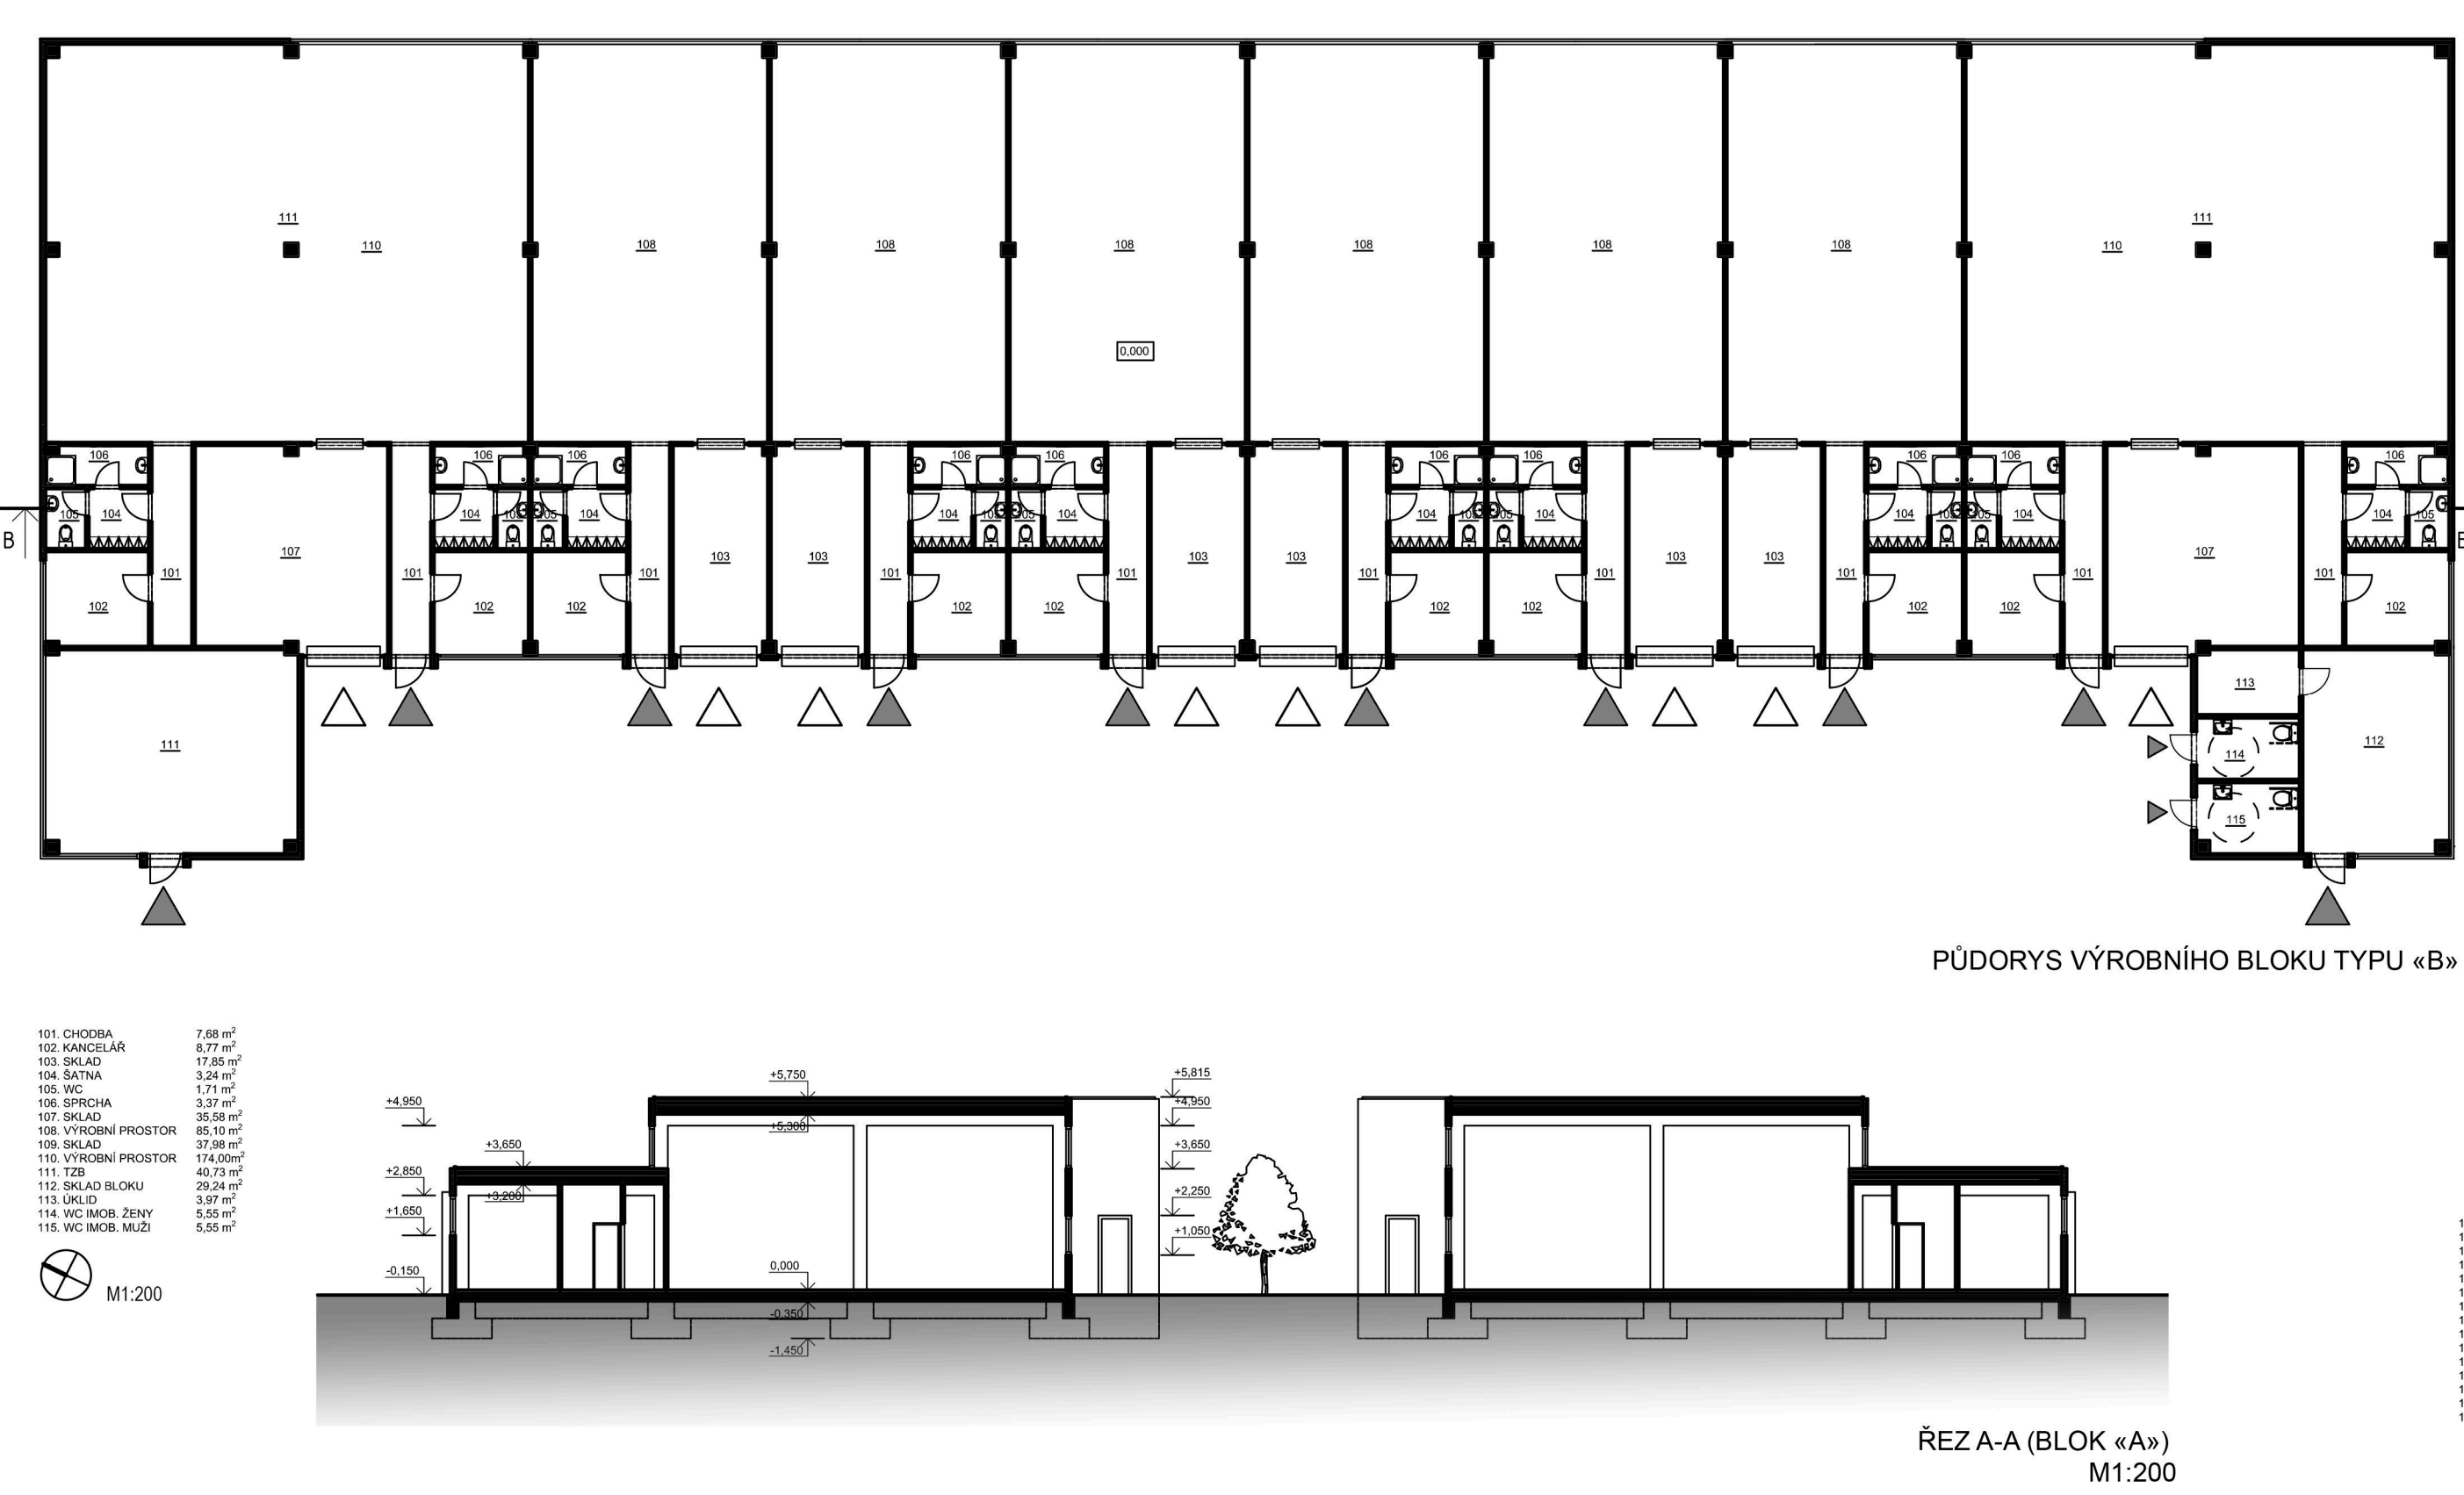 111 111
110 108 108 108 108 108 108 110
0,000
106 106 106 106 106 106 106 106 106 106
105 104 104 105 105 104 104 105 105 104 104 105 105 104 104 105 105 104 104 105
B
107 103 103 103 103 103 103 107
101 101 101 101 101 101 101 101 101 101
102 102 102 102 102 102 102 102 102 102
113
111 112
114
115
PŮDORYS VÝROBNÍHO BLOKU TYPU «B»
101. CHODBA 7,68 m²
102. KANCELÁŘ 8,77 m²
103. SKLAD 17,85 m²
104. ŠATNA 3,24 m²
105. WC 1,71 m²
106. SPRCHA 3,37 m²
107. SKLAD 35,58 m²
108. VÝROBNÍ PROSTOR 85,10 m²
109. SKLAD 37,98 m²
110. VÝROBNÍ PROSTOR 174,00m²
111. TZB 40,73 m²
112. SKLAD BLOKU 29,24 m²
113. ÚKLID 3,97 m²
114. WC IMOB. ŽENY 5,55 m²
115. WC IMOB. MUŽI 5,55 m²
M1:200
+4,950
+2,850
+1,650
-0,150
+3,650
+3,200
+5,750
+5,300
0,000
-0,350
-1,450
+5,815
+4,950
+3,650
+2,250
+1,050
ŘEZ A-A (BLOK «A»)
M1:200